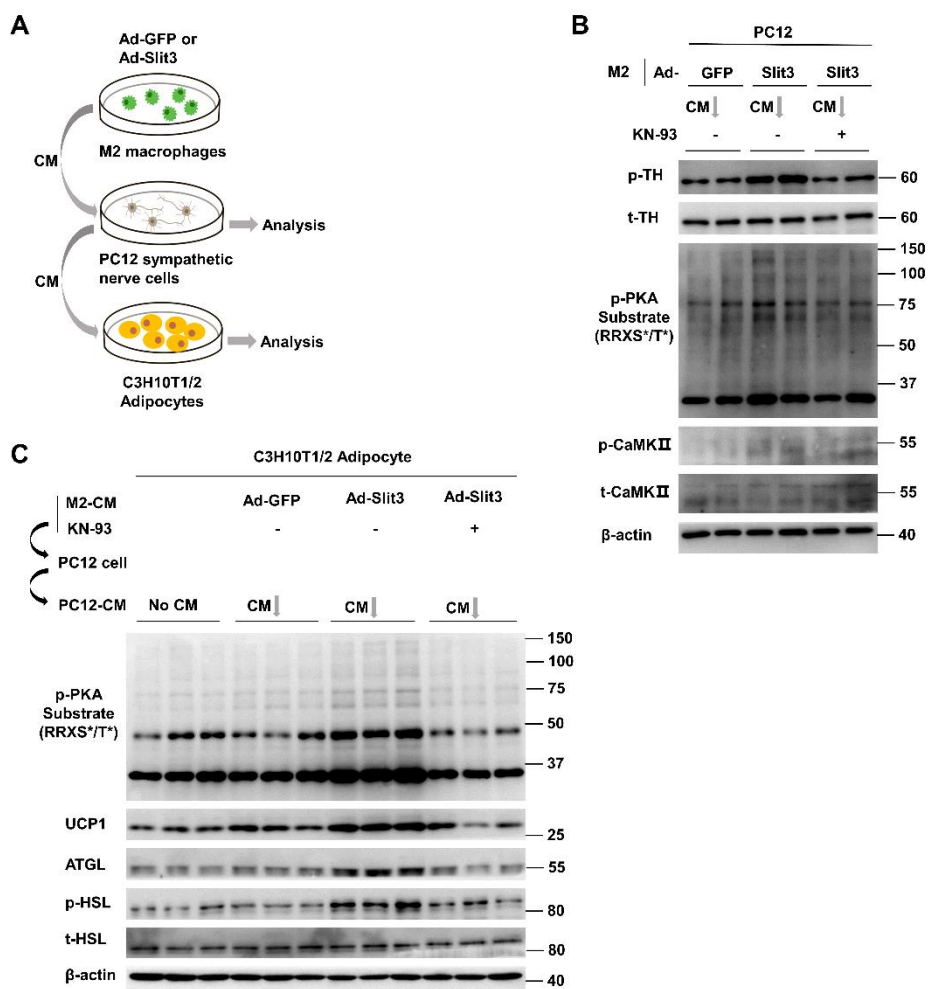 A
Ad-GFP or
Ad-Slit3
CM
M2 macrophages
Analysis
PC12 sympathetic
nerve cells
CM
Analysis
C3H10T1/2
Adipocytes
B
PC12
M2 Ad- GFP Slit3 Slit3
CM CM CM
KN-93 - - +
p-TH 60
t-TH 60
150
100
p-PKA
Substrate
(RRXS*/T*)
75
50
37
p-CaMKII 55
t-CaMKII 55
β-actin 40
C
C3H10T1/2 Adipocyte
M2-CM Ad-GFP Ad-Slit3 Ad-Slit3
KN-93 - - +
PC12 cell
PC12-CM No CM CM CM CM
150
100
75
p-PKA
Substrate
(RRXS*/T*)
50
37
UCP1 25
ATGL 55
p-HSL 80
t-HSL 80
β-actin 40